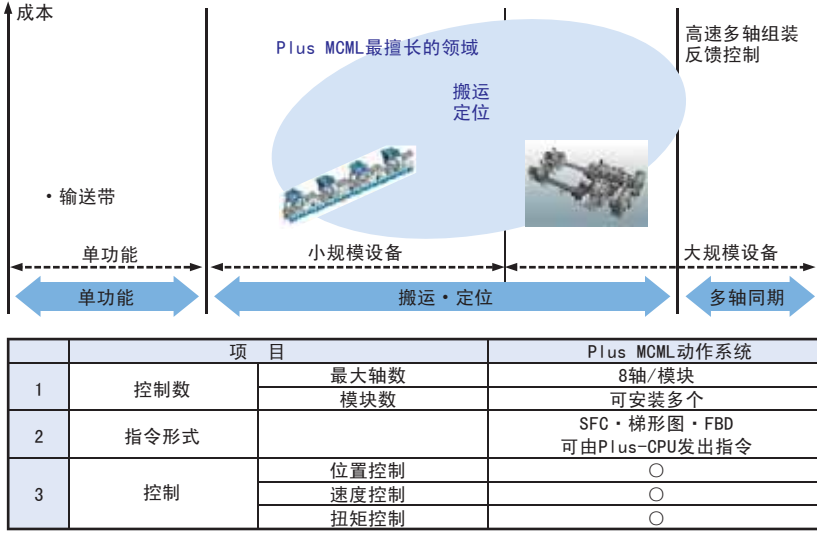 成本
Plus MCML最擅长的领域
高速多轴组装
反馈控制
搬运
定位
・输送带
单功能
小规模设备
大规模设备
单功能
搬运・定位
多轴同期
项 目
Plus MCML动作系统
1
控制数
最大轴数
8轴/模块
模块数
可安装多个
2
指令形式
SFC・梯形图・FBD
可由Plus-CPU发出指令
3
控制
位置控制
○
速度控制
○
扭矩控制
○